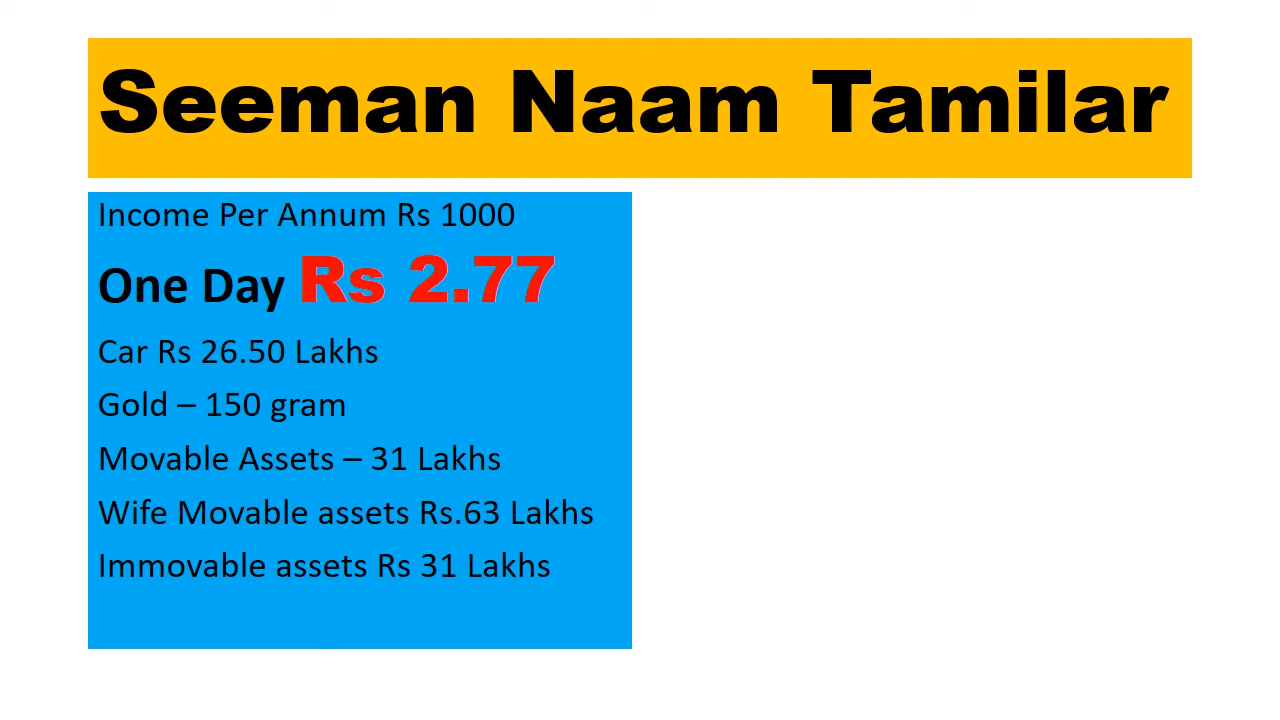 Seeman Naam Tamilar
Income Per Annum Rs 1000
One Day Rs 2.77
Car Rs 26.50 Lakhs
Gold – 150 gram
Movable Assets – 31 Lakhs
Wife Movable assets Rs.63 Lakhs
Immovable assets Rs 31 Lakhs